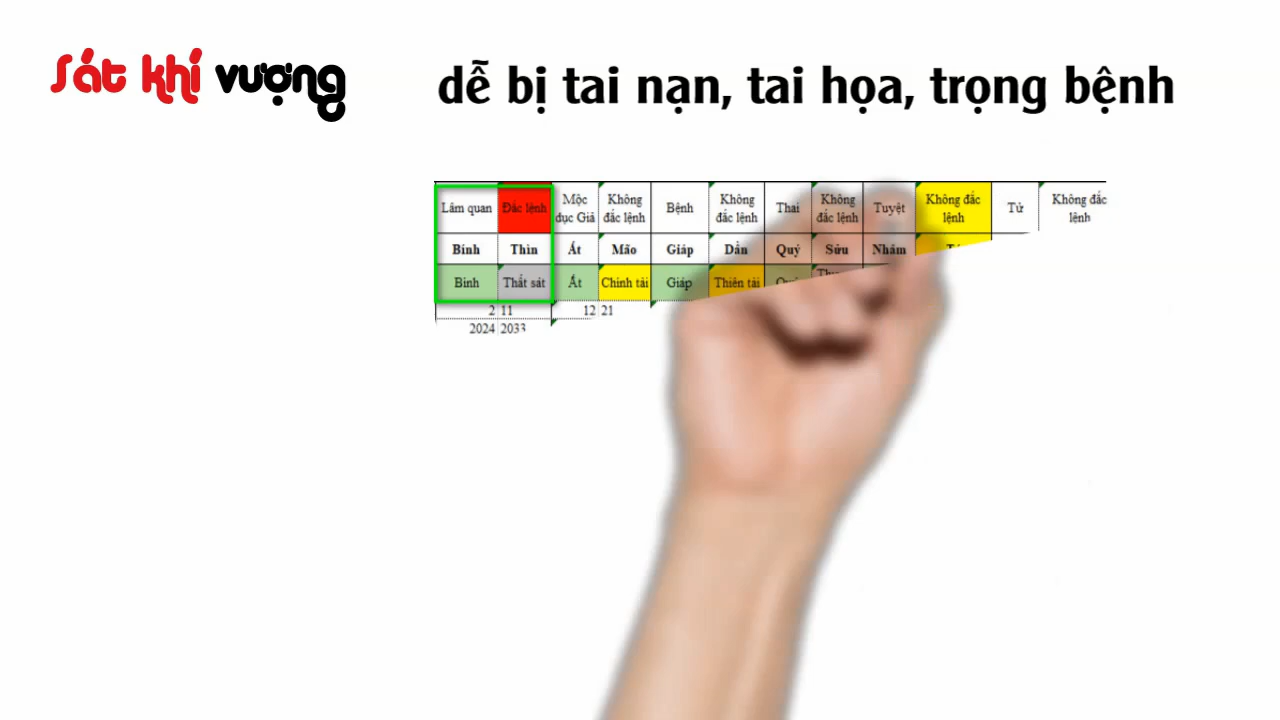 Sát khí vượng
dễ bị tai nạn, tai họa, trọng bệnh
Lâm quan Đắc lệnh Mộc dục Giả Không đắc lệnh Bệnh Không đắc lệnh Thai Không đắc lệnh Tuyệt Không đắc lệnh Tử Không đắc lệnh
Bính Thìn Ất Mão Giáp Dần Quý Sửu Nhâm
Bính Thất sát Ất Chính tài Giáp Thiên tài
2 11 12 21
2024 2033